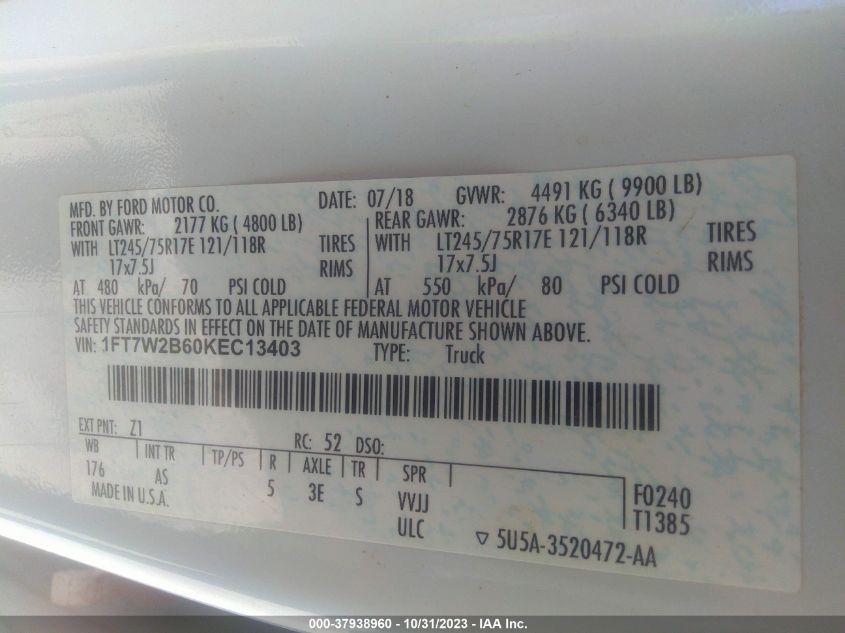 MFD. BY FORD MOTOR CO. DATE: 07/18 GVWR: 4491 KG ( 9900 LB)
FRONT GAWR: 2177 KG ( 4800 LB) REAR GAWR: 2876 KG ( 6340 LB)
WITH LT245/75R17E 121/118R TIRES WITH LT245/75R17E 121/118R TIRES
17x7.5J RIMS 17x7.5J RIMS
AT 480 kPa/ 70 PSI COLD AT 550 kPa/ 80 PSI COLD
THIS VEHICLE CONFORMS TO ALL APPLICABLE FEDERAL MOTOR VEHICLE
SAFETY STANDARDS IN EFFECT ON THE DATE OF MANUFACTURE SHOWN ABOVE.
VIN: 1FT7W2B60KEC13403 TYPE: Truck
EXT PNT: Z1 RC: 52 DSO:
WB INT TR TP/PS R AXLE TR SPR
176 AS 5 3E S VVJJ F0240
MADE IN U.S.A. ULC T1385
5U5A-3520472-AA
000-37938960 - 10/31/2023 - IAA Inc.